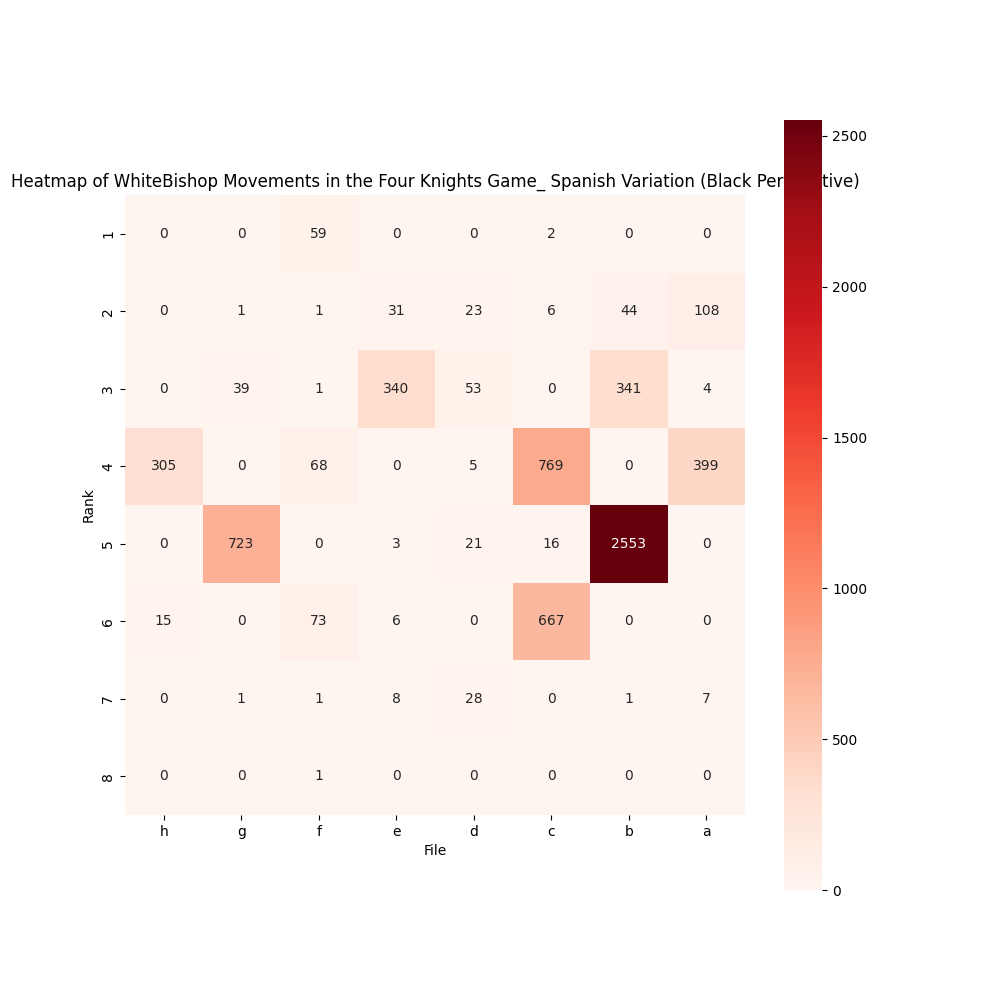 2500
Heatmap of WhiteBishop Movements in the Four Knights Game_ Spanish Variation (Black Perspective)
1 0 0 59 0 0 2 0 0
2000
2 0 1 1 31 23 6 44 108
3 0 39 1 340 53 0 341 4
1500
4 305 0 68 0 5 769 0 399
Rank
5 0 723 0 3 21 16 2553 0
1000
6 15 0 73 6 0 667 0 0
7 0 1 1 8 28 0 1 7
500
8 0 0 1 0 0 0 0 0
h g f e d c b a
File
0